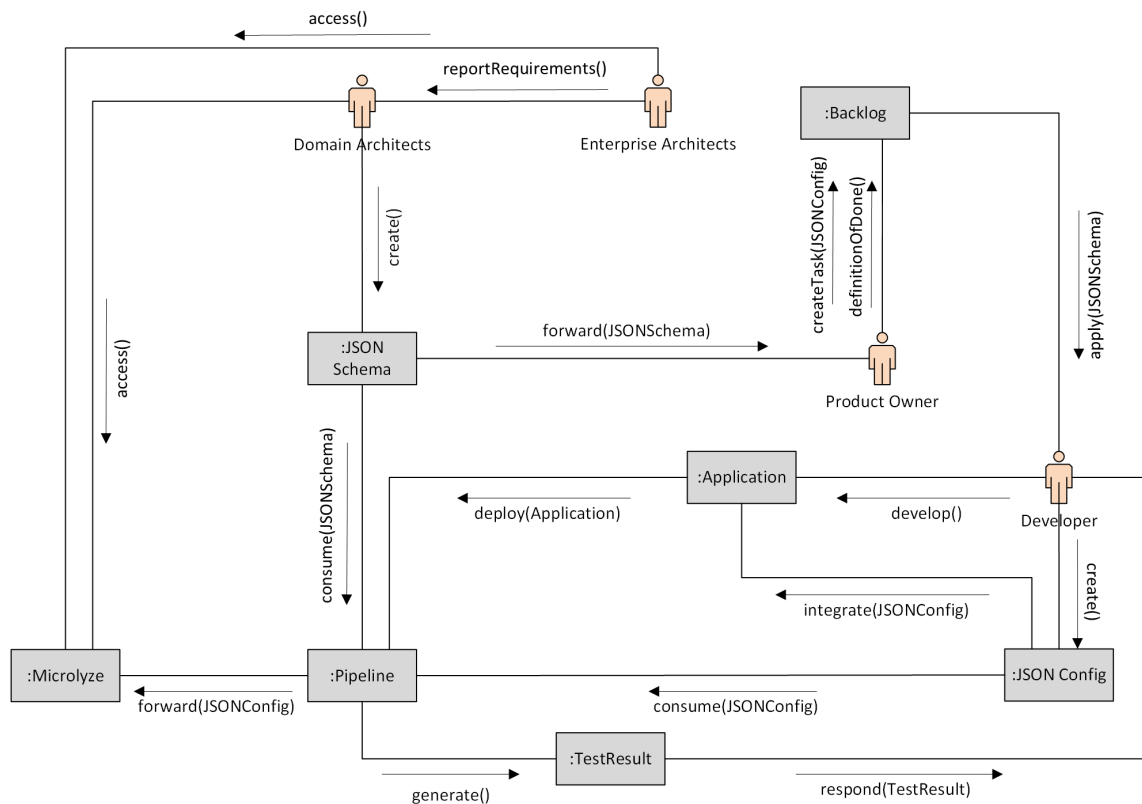 access()
reportRequirements()
Domain Architects
Enterprise Architects
:Backlog
create()
createTask(JSONConfig)
definitionOfDone()
apply(JSONSchema)
access()
:JSON
Schema
forward(JSONSchema)
Product Owner
consume(JSONSchema)
:Application
deploy(Application)
develop()
Developer
create()
integrate(JSONConfig)
:Microlyze
:Pipeline
:JSON Config
forward(JSONConfig)
consume(JSONConfig)
:TestResult
generate()
respond(TestResult)